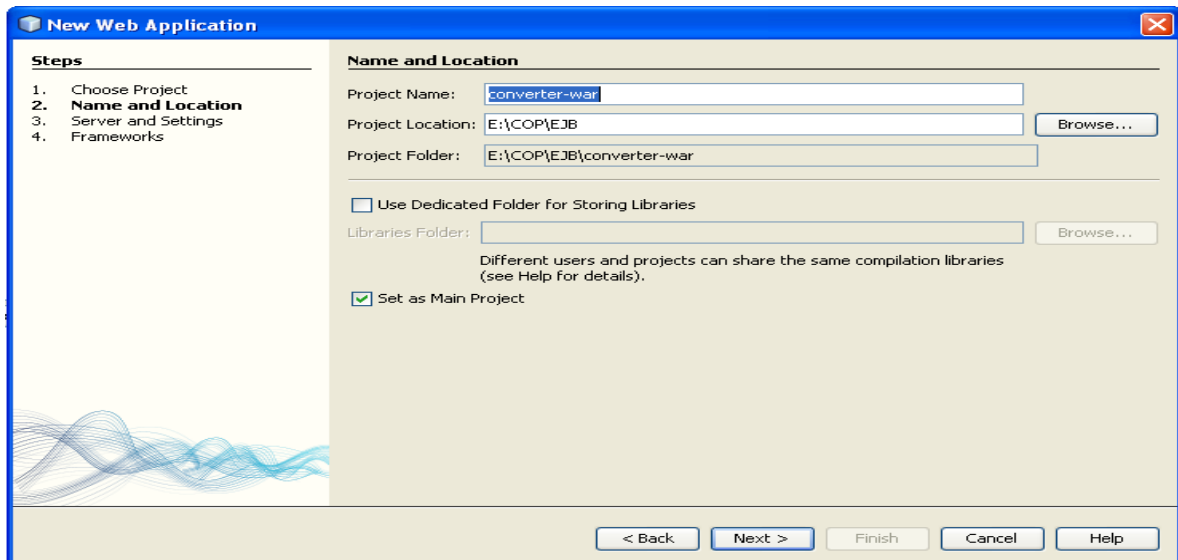 New Web Application
Steps
1. Choose Project
2. Name and Location
3. Server and Settings
4. Frameworks
Name and Location
Project Name: converter-war
Project Location: E:\COP\EJB Browse...
Project Folder: E:\COP\EJB\converter-war
Use Dedicated Folder for Storing Libraries
Libraries Folder: Browse...
Different users and projects can share the same compilation libraries
(see Help for details).
Set as Main Project
< Back Next > Finish Cancel Help